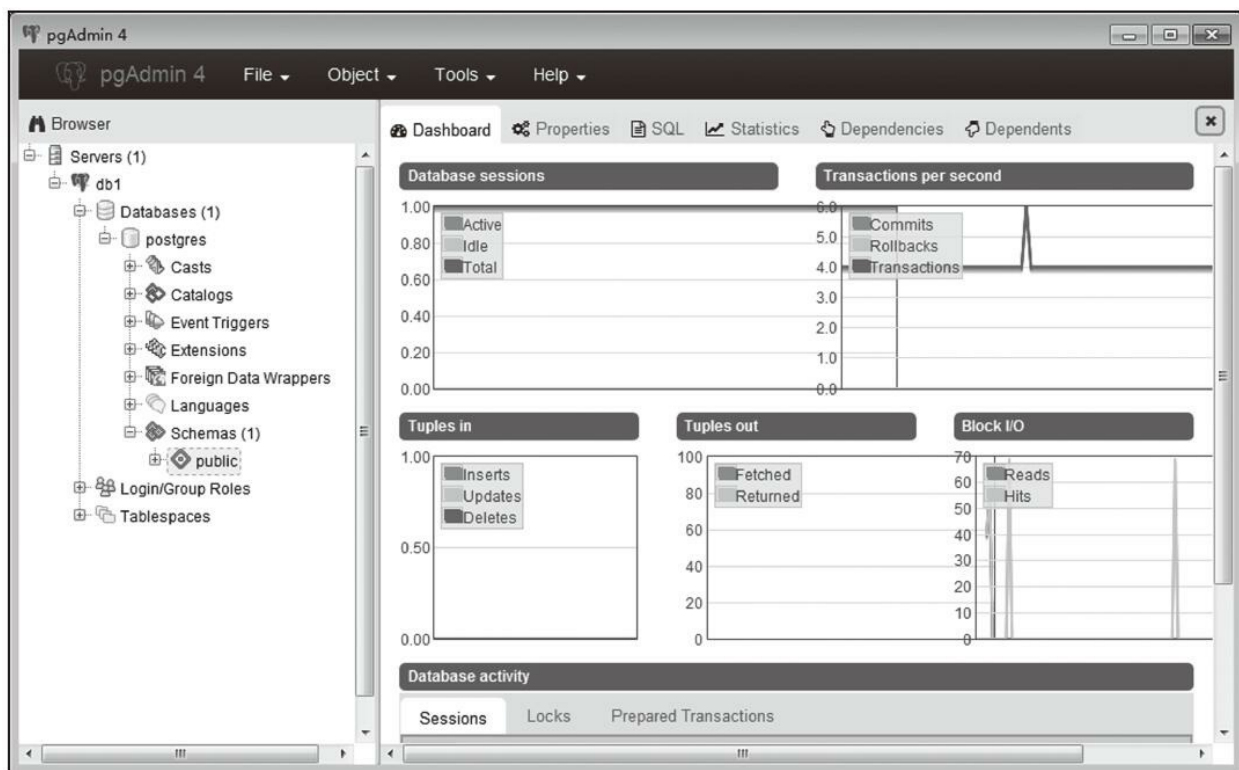 pgAdmin 4
pgAdmin 4 File Object Tools Help
Browser
Servers (1)
db1
Databases (1)
postgres
Casts
Catalogs
Event Triggers
Extensions
Foreign Data Wrappers
Languages
Schemas (1)
public
Login/Group Roles
Tablespaces
Dashboard Properties SQL Statistics Dependencies Dependents
Database sessions
1.00
0.80
0.60
0.40
0.20
0.00
Active
Idle
Total
Transactions per second
6.0
5.0
4.0
3.0
2.0
1.0
0.0
Commits
Rollbacks
Transactions
Tuples in
1.00
0.50
0.00
Inserts
Updates
Deletes
Tuples out
100
80
60
40
20
0
Fetched
Returned
Block I/O
70
60
50
40
30
20
10
0
Reads
Hits
Database activity
Sessions Locks Prepared Transactions